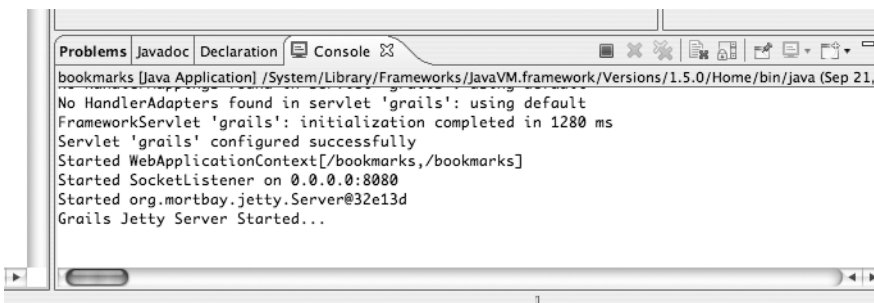 Problems Javadoc Declaration Console
bookmarks [Java Application] /System/Library/Frameworks/JavaVM.framework/Versions/1.5.0/Home/bin/java (Sep 21,
No HandlerAdapters found in servlet 'grails': using default
FrameworkServlet 'grails': initialization completed in 1280 ms
Servlet 'grails' configured successfully
Started WebApplicationContext[/bookmarks,/bookmarks]
Started SocketListener on 0.0.0.0:8080
Started org.mortbay.jetty.Server@32e13d
Grails Jetty Server Started...